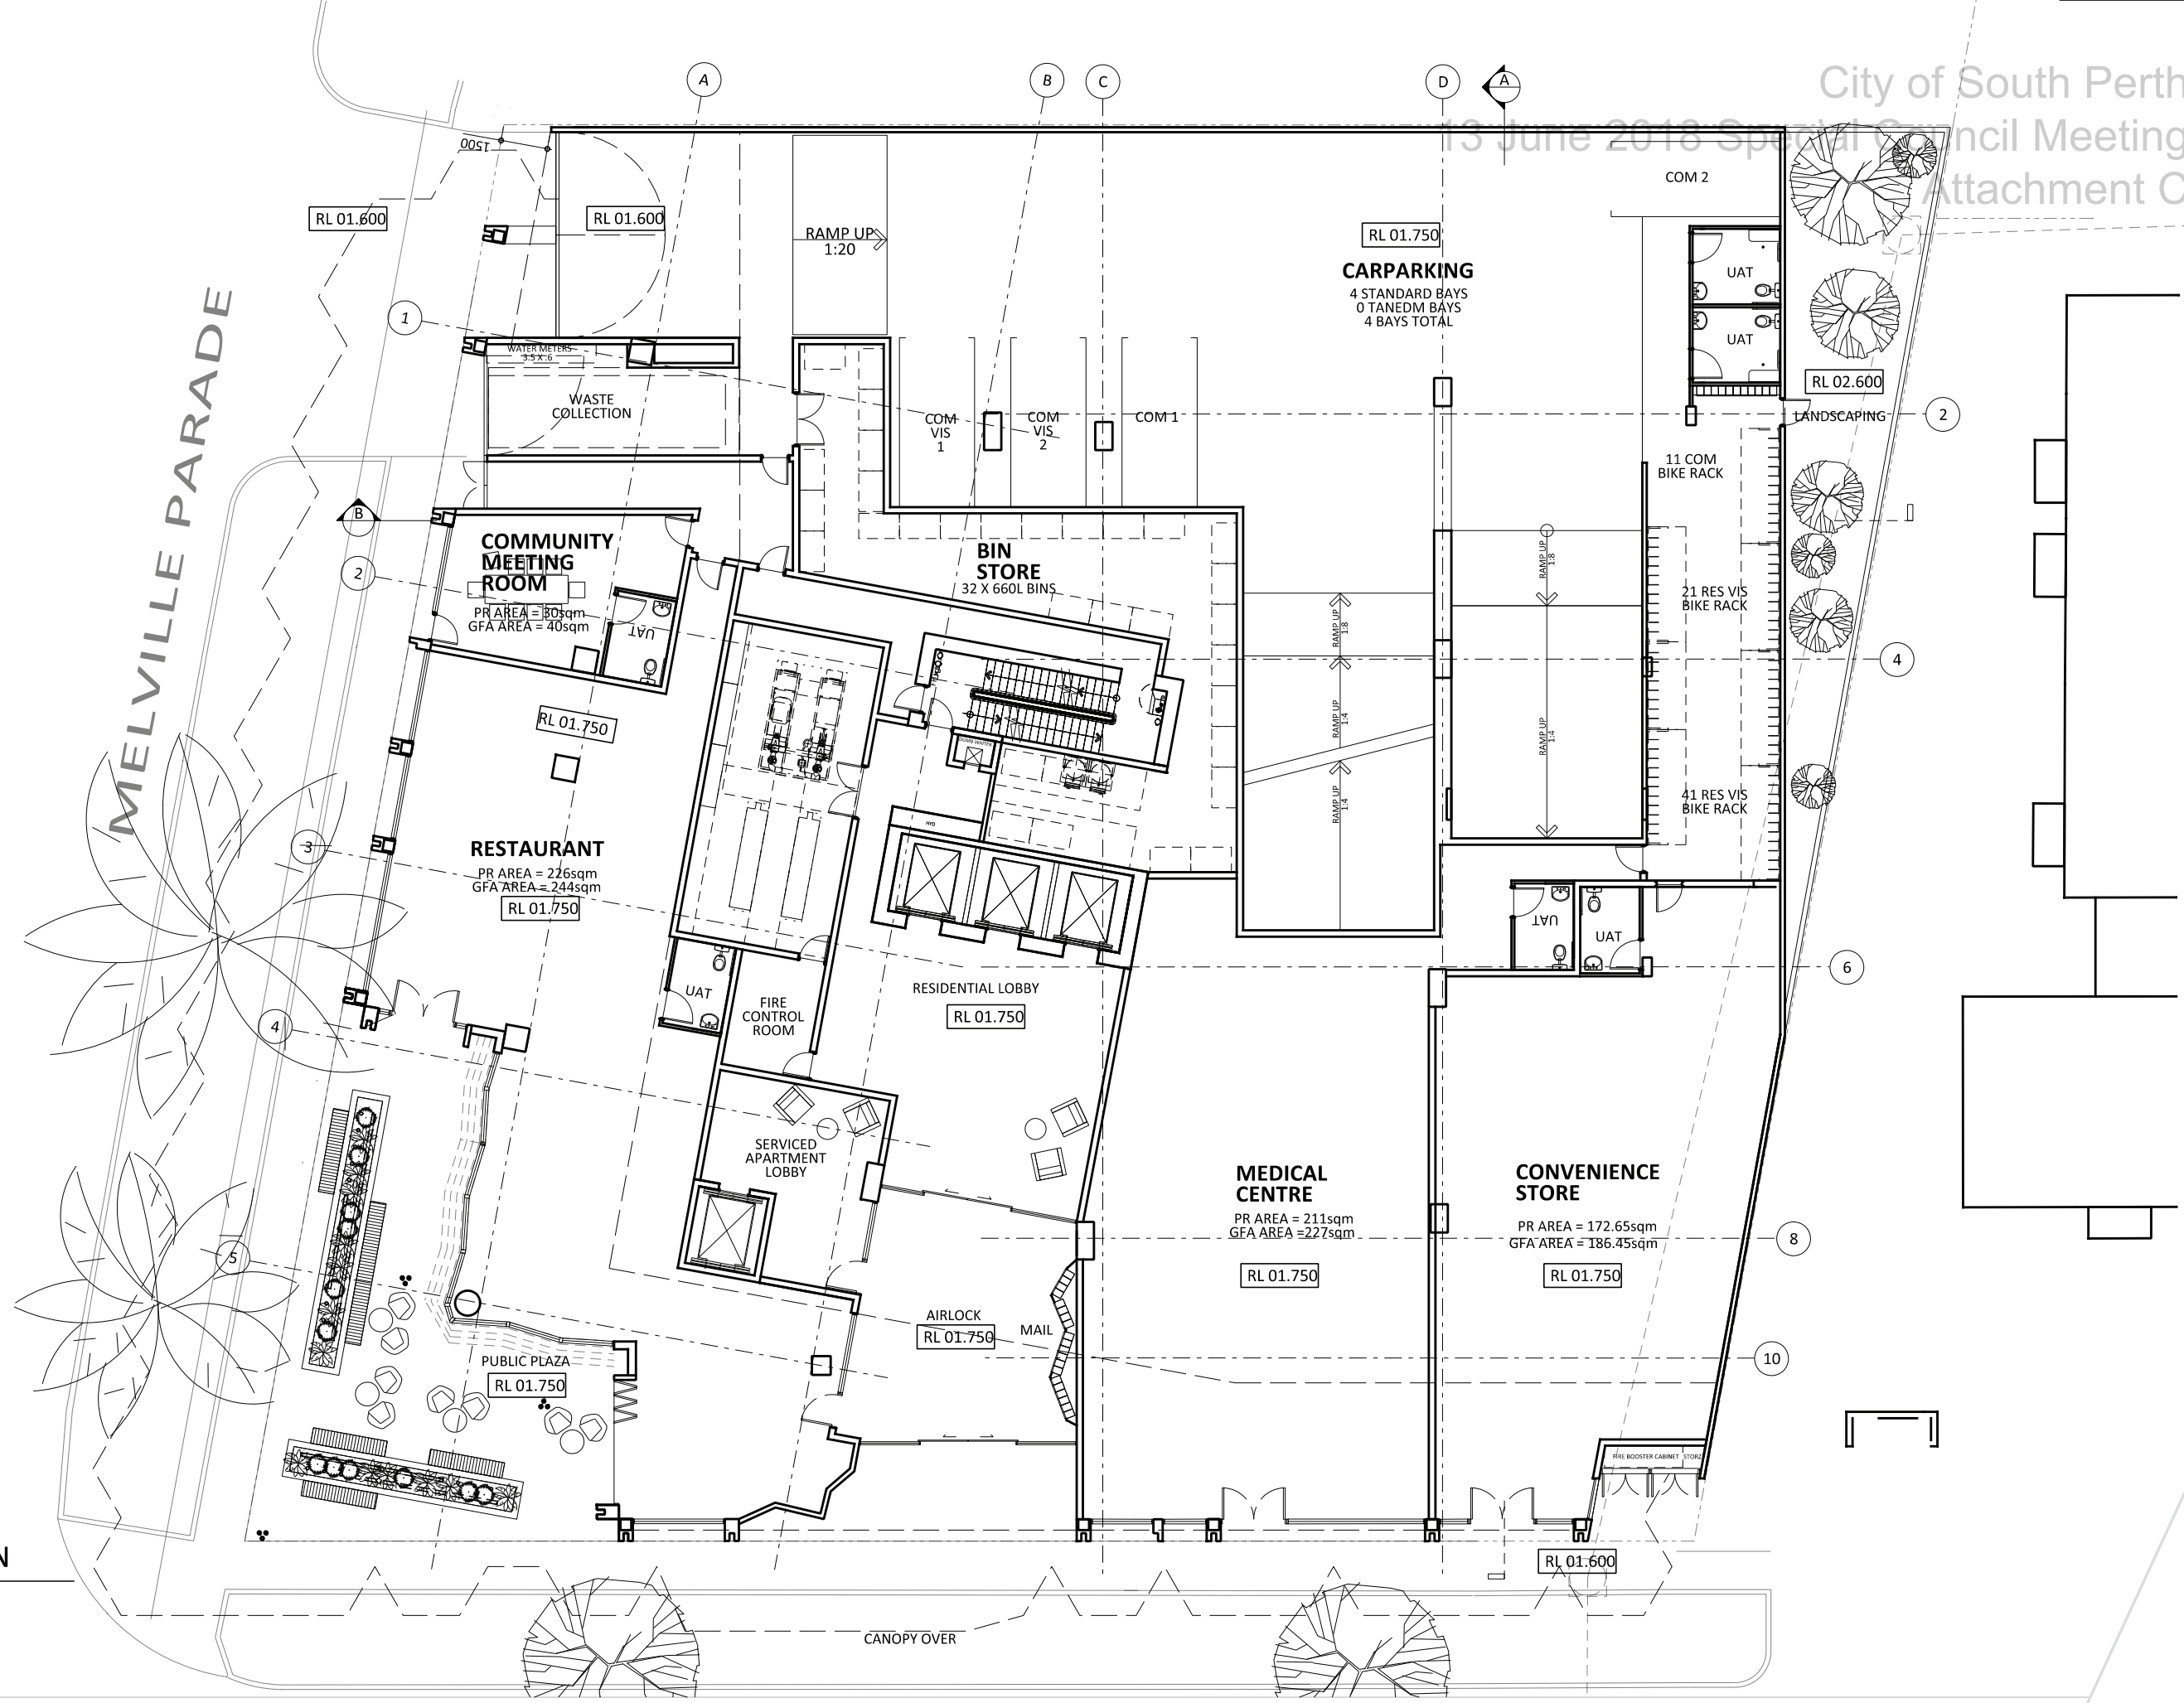 City of South Perth
13 June 2018 Special Council Meeting
Attachment C
A
B
C
D
A
1500
COM 2
RL 01.600
RL 01.600
RAMP UP
1:20
RL 01.750
CARPARKING
4 STANDARD BAYS
0 TANEDM BAYS
4 BAYS TOTAL
UAT
UAT
1
WATER METERS
3.5 X .6
WASTE
COLLECTION
COM
VIS
1
COM
VIS
2
COM 1
RL 02.600
LANDSCAPING
2
11 COM
BIKE RACK
MELVILLE PARADE
B
2
COMMUNITY
MEETING
ROOM
PR AREA = 30sqm
GFA AREA = 40sqm
UAT
BIN
STORE
32 X 660L BINS
RAMP UP
1:8
RAMP UP
1:4
RAMP UP
1:4
RAMP UP
1:8
RAMP UP
1:4
21 RES VIS
BIKE RACK
4
RL 01.750
41 RES VIS
BIKE RACK
HYD
3
RESTAURANT
PR AREA = 226sqm
GFA AREA = 244sqm
RL 01.750
UAT
UAT
6
UAT
FIRE
CONTROL
ROOM
RESIDENTIAL LOBBY
RL 01.750
4
SERVICED
APARTMENT
LOBBY
MEDICAL
CENTRE
PR AREA = 211sqm
GFA AREA =227sqm
RL 01.750
CONVENIENCE
STORE
PR AREA = 172.65sqm
GFA AREA = 186.45sqm
RL 01.750
8
5
AIRLOCK
RL 01.750
MAIL
10
PUBLIC PLAZA
RL 01.750
FIRE BOOSTER CABINET
N
RL 01.600
CANOPY OVER